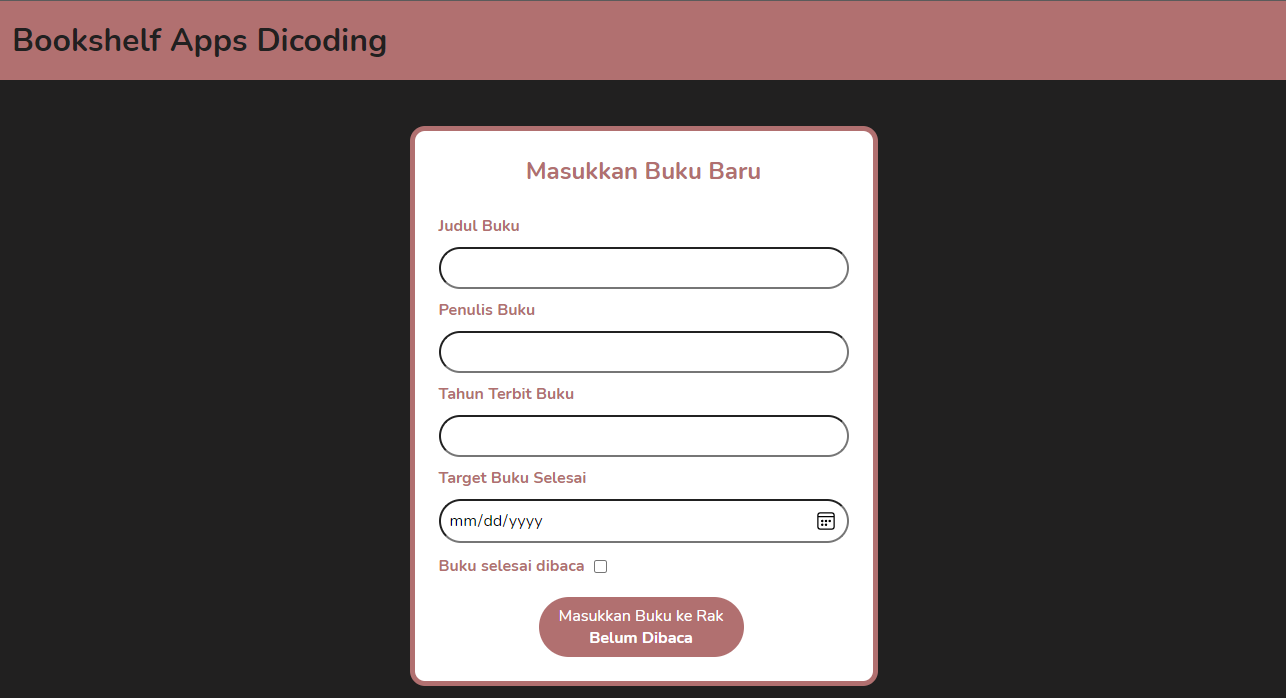 Bookshelf Apps Dicoding
Masukkan Buku Baru
Judul Buku
Penulis Buku
Tahun Terbit Buku
Target Buku Selesai
mm/dd/yyyy
Buku selesai dibaca
Masukkan Buku ke Rak
Belum Dibaca